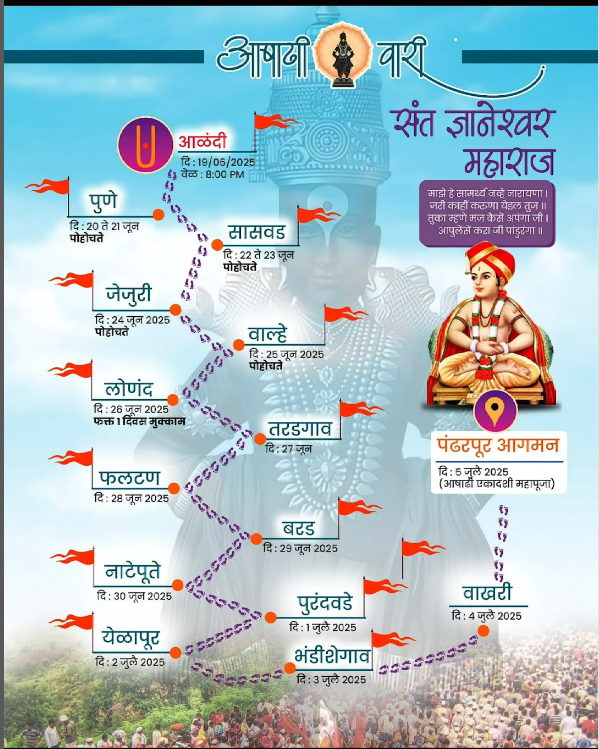 आषाढी वारी
संत ज्ञानेश्वर
महाराज
माझे हे सामर्थ्य नव्हे नारायणा।
जरी काही करुणा येईल तुज॥
तुका म्हणे मज कैसें अपंगा जी।
आपुलेसें करा जी पांडुरंगा॥
आळंदी
दि : 19/06/2025
वेळ : 8:00 PM
पुणे
दि : 20 ते 21 जून
पोहोचते
सासवड
दि : 22 ते 23 जून
पोहोचते
जेजुरी
दि : 24 जून 2025
पोहोचते
वाल्हे
दि : 25 जून 2025
पोहोचते
लोणंद
दि : 26 जून 2025
फक्त 1 दिवस मुक्काम
तरडगाव
दि : 27 जून
फलटण
दि : 28 जून 2025
बरड
दि : 29 जून 2025
नाटेपूते
दि : 30 जून 2025
पुरंदवडे
दि : 1 जुलै 2025
येळापूर
दि : 2 जुलै 2025
भंडीशेगाव
दि : 3 जुलै 2025
वाखरी
दि : 4 जुलै 2025
पंढरपूर आगमन
दि : 5 जुलै 2025
(आषाढी एकादशी महापूजा)